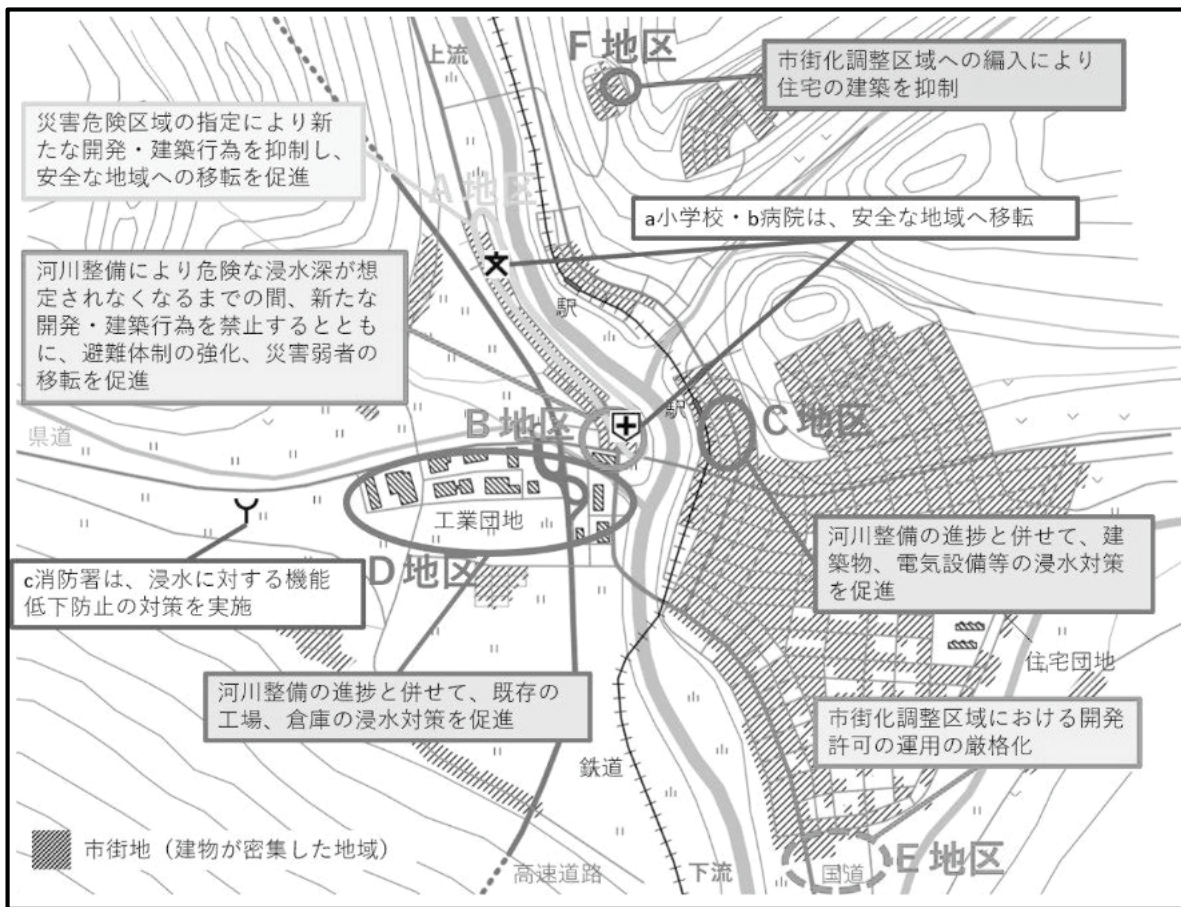 上流
F地区
市街化調整区域への編入により
住宅の建築を抑制
災害危険区域の指定により新
たな開発・建築行為を抑制し、
安全な地域への移転を促進
A地区
a小学校・b病院は、安全な地域へ移転
河川整備により危険な浸水深が想
定されなくなるまでの間、新たな
開発・建築行為を禁止するととも
に、避難体制の強化、災害弱者の
移転を促進
駅
駅
B地区
C地区
県道
工業団地
D地区
c消防署は、浸水に対する機能
低下防止の対策を実施
河川整備の進捗と併せて、建
築物、電気設備等の浸水対策
を促進
住宅団地
河川整備の進捗と併せて、既存の
工場、倉庫の浸水対策を促進
市街化調整区域における開発
許可の運用の厳格化
鉄道
市街地（建物が密集した地域）
高速道路
下流
国道
E地区